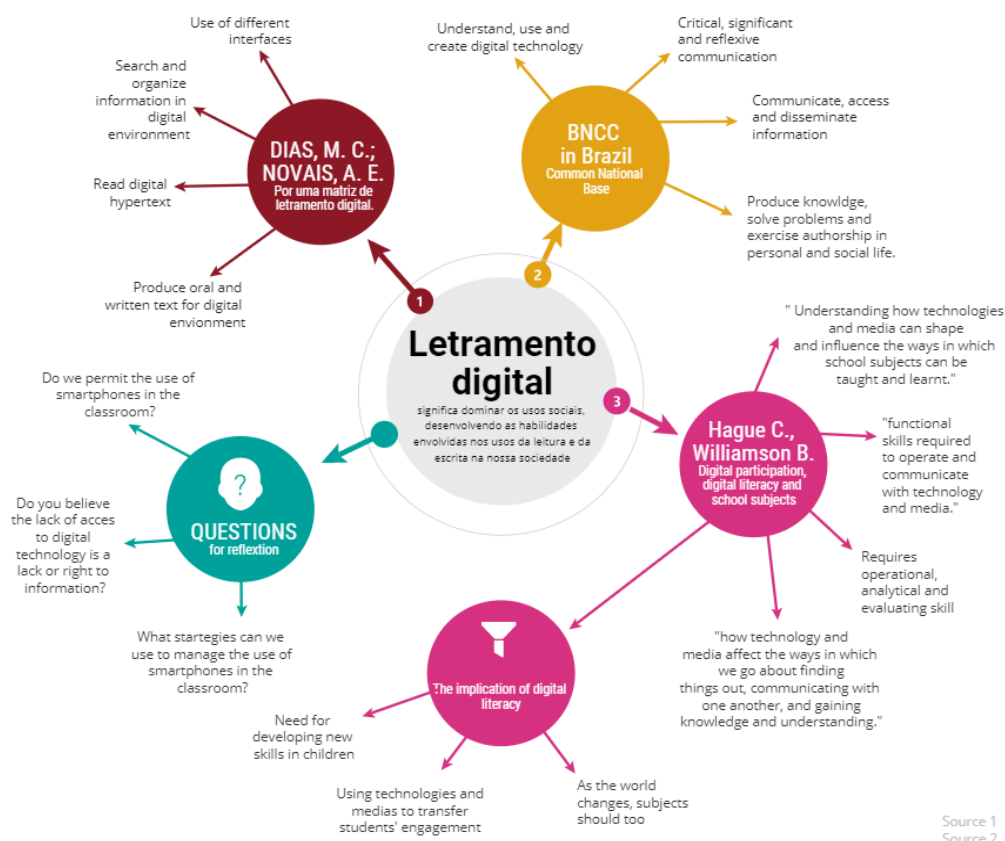 Use of different
interfaces
Search and
organize
information in
digital
environment
Read digital
hypertext
Produce oral and
written text for digital
envionment
DIAS, M. C.;
NOVAIS, A. E.
Por uma matriz de
letramento digital.
1
Understand, use and
create digital technology
Critical, significant
and reflexive
communication
Communicate, access
and disseminate
information
Produce knowldge,
solve problems and
exercise authorship in
personal and social life.
BNCC
in Brazil
Common National
Base
2
Letramento
digital
significa dominar os usos sociais,
desenvolvendo as habilidades
envolvidas nos usos da leitura e da
escrita na nossa sociedade
3
Hague C.,
Williamson B.
Digital participation,
digital literacy and
school subjects
" Understanding how technologies
and media can shape
and influence the ways in which
school subjects can be
taught and learnt."
"functional
skills required
to operate and
communicate
with technology
and media."
Requires
operational,
analytical and
evaluating skill
"how technology and
media affect the ways in which
we go about finding
things out, communicating with
one another, and gaining
knowledge and understanding."
The implication of digital
literacy
Need for
developing new
skills in children
Using technologies and
medias to transfer
students' engagement
As the world
changes, subjects
should too
?
QUESTIONS
for reflextion
Do we permit the use of
smartphones in the
classroom?
Do you believe
the lack of acces
to digital
technology is a
lack or right to
information?
What startegies can we
use to manage the use of
smartphones in the
classroom?
Source 1
Source 2